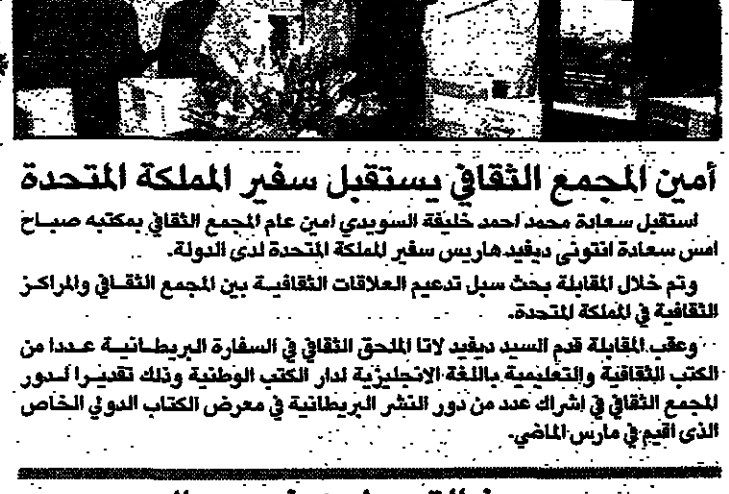 أمين المجمع الثقافي يستقبل سفير المملكة المتحدة
استقبل سعادة محمد احمد خليفة السويدي امين عام المجمع الثقافي بمكتبه صباح
امس سعادة انتوني ديفيد هاريس سفير المملكة المتحدة لدى الدولة.
وتم خلال المقابلة بحث سبل تدعيم العلاقات الثقافية بين المجمع الثقافي والمراكز
الثقافية في المملكة المتحدة.
وعقب المقابلة قدم السيد ديفيد لاتا الملحق الثقافي في السفارة البريطانية عددا من
الكتب الثقافية والتعليمية باللغة الانجليزية لدار الكتب الوطنية وذلك تقديرا لدور
المجمع الثقافي في اشراك عدد من دور النشر البريطانية في معرض الكتاب الدولي الخاص
الذى اقيم في مارس الماضي.